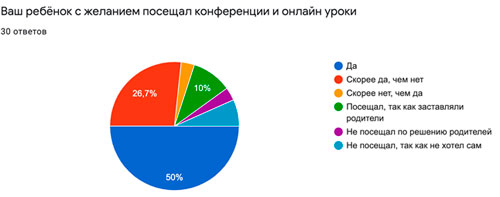 Ваш ребёнок с желанием посещал конференции и онлайн уроки
30 ответов
Да
Скорее да, чем нет
Скорее нет, чем да
Посещал, так как заставляли
родители
Не посещал по решению родителей
Не посещал, так как не хотел сам
26,7%
10%
50%